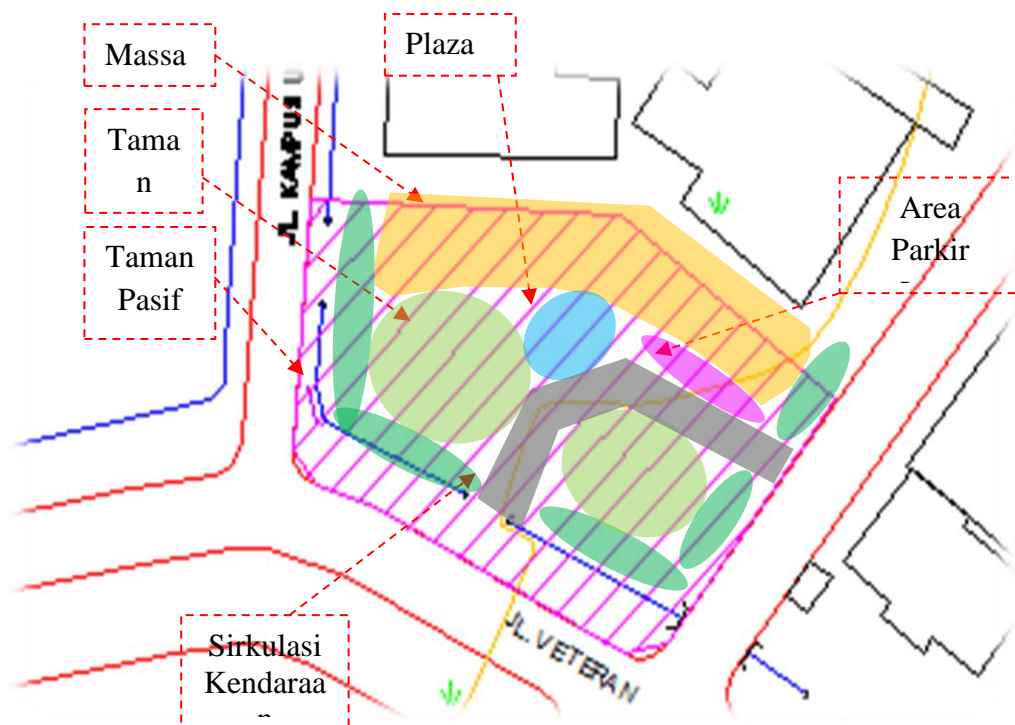 Massa
Plaza
Tama
n
Taman
Pasif
Area
Parkir
JL. KAMPUS U
Sirkulasi
Kendaraa
JL. VETERAN